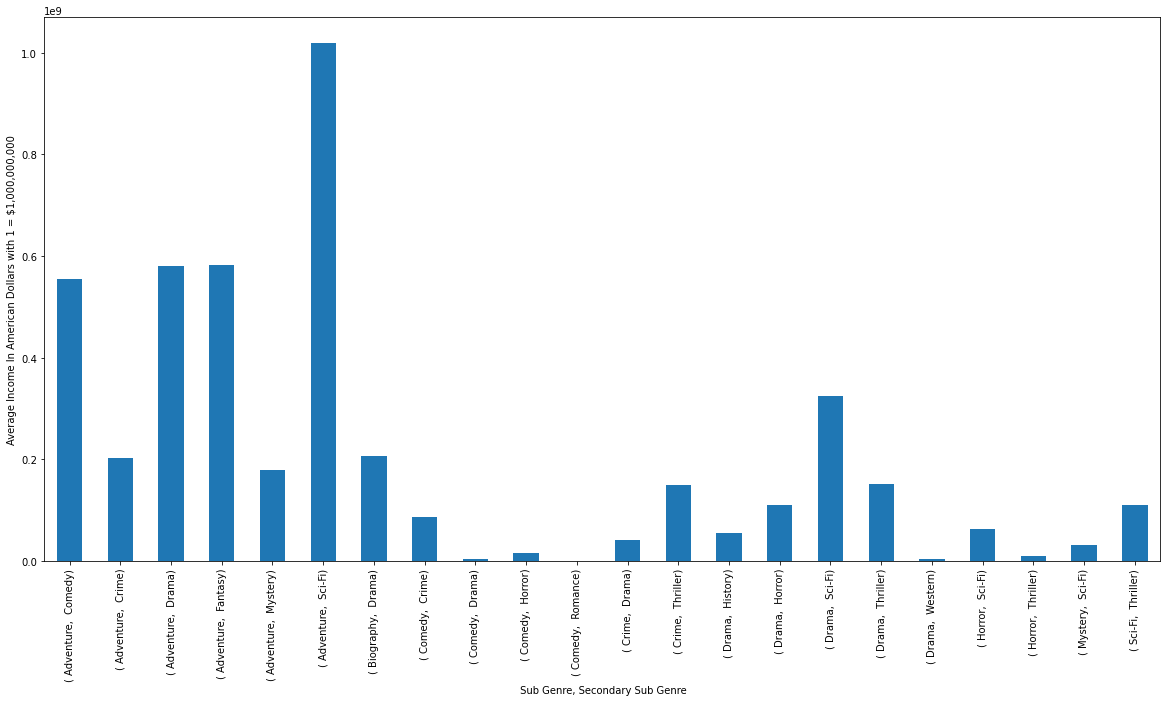 1e9
1.0
0.8
0.6
0.4
0.2
0.0
Average Income In American Dollars with 1 = $1,000,000,000
( Adventure,  Comedy)
( Adventure,  Crime)
( Adventure,  Drama)
( Adventure,  Fantasy)
( Adventure,  Mystery)
( Adventure,  Sci-Fi)
( Biography,  Drama)
( Comedy,  Crime)
( Comedy,  Drama)
( Comedy,  Horror)
( Comedy,  Romance)
( Crime,  Drama)
( Crime,  Thriller)
( Drama,  History)
( Drama,  Horror)
( Drama,  Sci-Fi)
( Drama,  Thriller)
( Drama,  Western)
( Horror,  Sci-Fi)
( Horror,  Thriller)
( Mystery,  Sci-Fi)
( Sci-Fi,  Thriller)
Sub Genre, Secondary Sub Genre